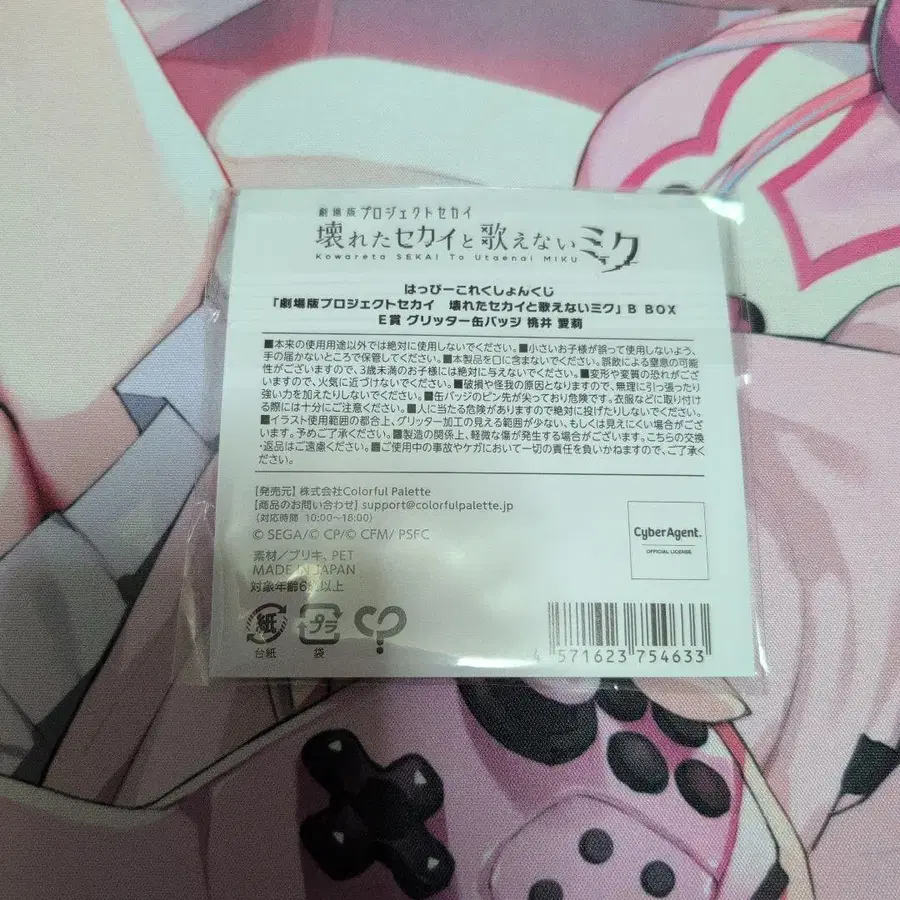 劇場版プロジェクトセカイ
壊れたセカイと歌えないミク
Kowareta SEKAI To Utaenai MIKU
はっぴーこれくしょんくじ
「劇場版プロジェクトセカイ　壊れたセカイと歌えないミク」B BOX
E賞 グリッター缶バッジ 桃井 愛莉
■本来の使用用途以外では絶対に使用しないでください。■小さいお子様が誤って使用しないよう、
手の届かないところで保管してください。■本製品を口に含まないでください。誤飲による窒息の可能
性がございますので、3歳未満のお子様には絶対に与えないでください。■変形や変質の恐れがござ
いますので、火気に近づけないでください。■破損や怪我の原因となりますので、無理に引っ張ったり
強い力を加えたりしないでください。■缶バッジのピン先が尖っており危険です。衣服などに取り付け
る際には十分にご注意ください。■人に当たる危険がありますので絶対に投げたりしないでください。
■イラスト使用範囲の都合上、グリッター加工の見える範囲が少ない、もしくは見えにくい場合がござ
います。予めご了承ください。■製造の関係上、軽微な傷が発生する場合がございます。こちらの交換
・返品はご遠慮ください。■ご使用中の事故やケガにおいて一切の責任を負いかねますので、ご了承く
ださい。
【発売元】株式会社Colorful Palette
【商品のお問い合わせ】support@colorfulpalette.jp
（対応時間 10:00～18:00）
© SEGA/© CP/© CFM/ PSFC
素材／ブリキ、PET
MADE IN JAPAN
対象年齢6歳以上
CyberAgent.
OFFICIAL LICENSE
紙 プラ
台紙 袋
4 571623 754633